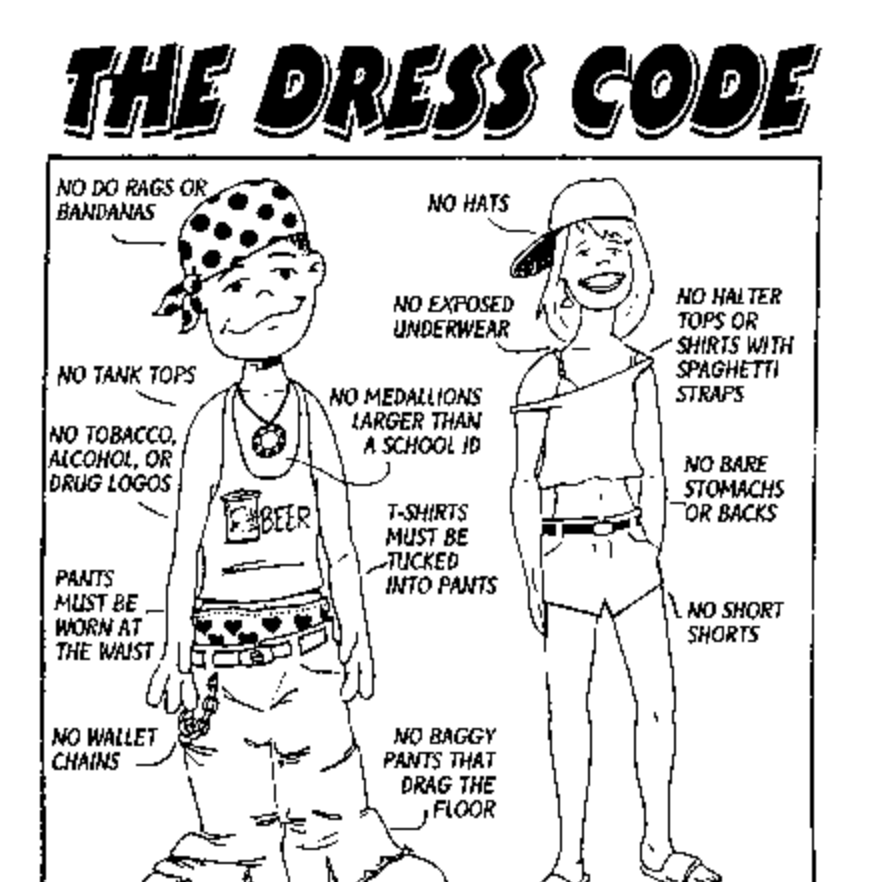 THE DRESS CODE
NO DO RAGS OR
BANDANAS
NO HATS
NO EXPOSED
UNDERWEAR
NO HALTER
TOPS OR
SHIRTS WITH
SPAGHETTI
STRAPS
NO TANK TOPS
NO MEDALLIONS
LARGER THAN
A SCHOOL ID
NO TOBACCO,
ALCOHOL, OR
DRUG LOGOS
BEER
NO BARE
STOMACHS
OR BACKS
T-SHIRTS
MUST BE
TUCKED
INTO PANTS
PANTS
MUST BE
WORN AT
THE WAIST
NO SHORT
SHORTS
NO WALLET
CHAINS
NO BAGGY
PANTS THAT
DRAG THE
FLOOR